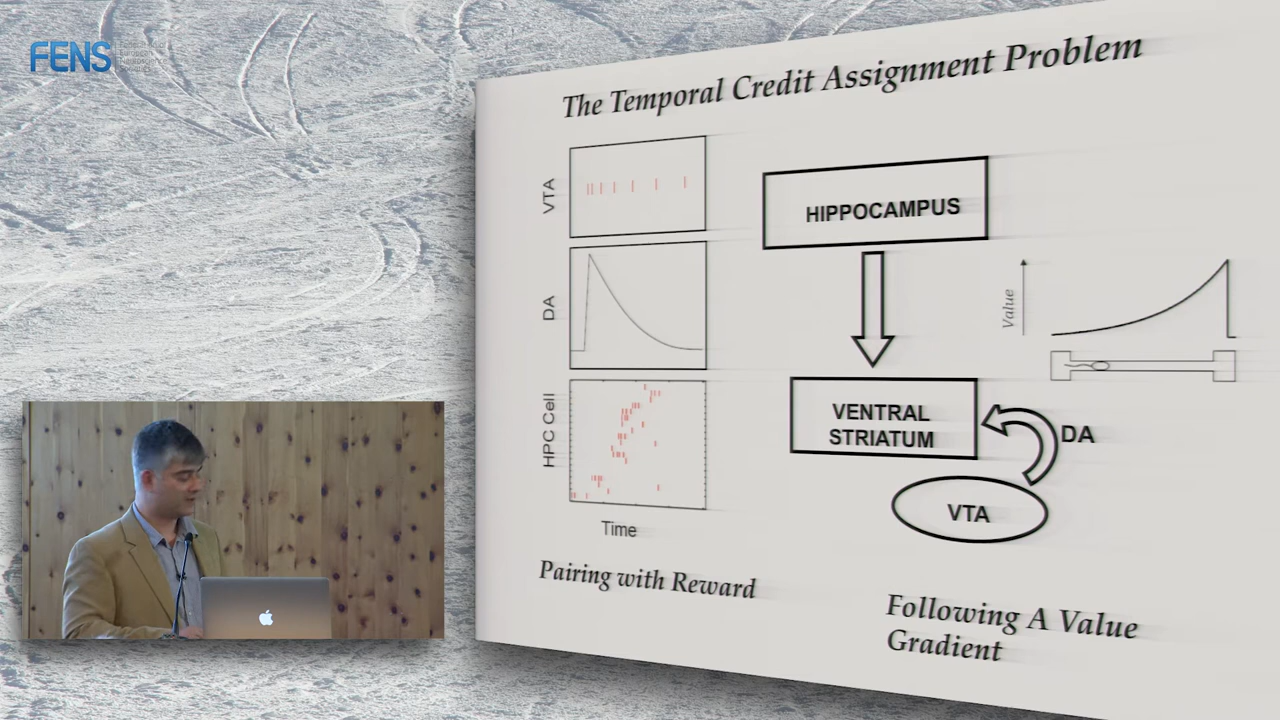 FENS
The Temporal Credit Assignment Problem
VTA
DA
HPC Cell
Time
Pairing with Reward
HIPPOCAMPUS
VENTRAL
STRIATUM
DA
VTA
Value
Following A Value
Gradient